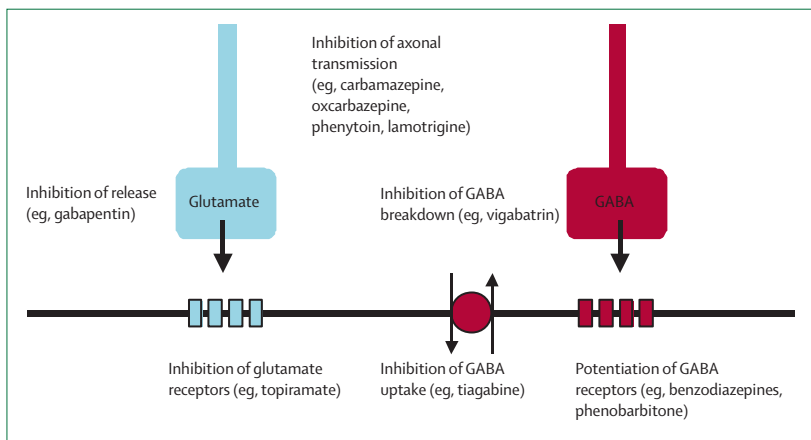 Inhibition of axonal
transmission
(eg, carbamazepine,
oxcarbazepine,
phenytoin, lamotrigine)
Inhibition of release
(eg, gabapentin)
Glutamate
Inhibition of GABA
breakdown (eg, vigabatrin)
GABA
Inhibition of glutamate
receptors (eg, topiramate)
Inhibition of GABA
uptake (eg, tiagabine)
Potentiation of GABA
receptors (eg, benzodiazepines,
phenobarbitone)